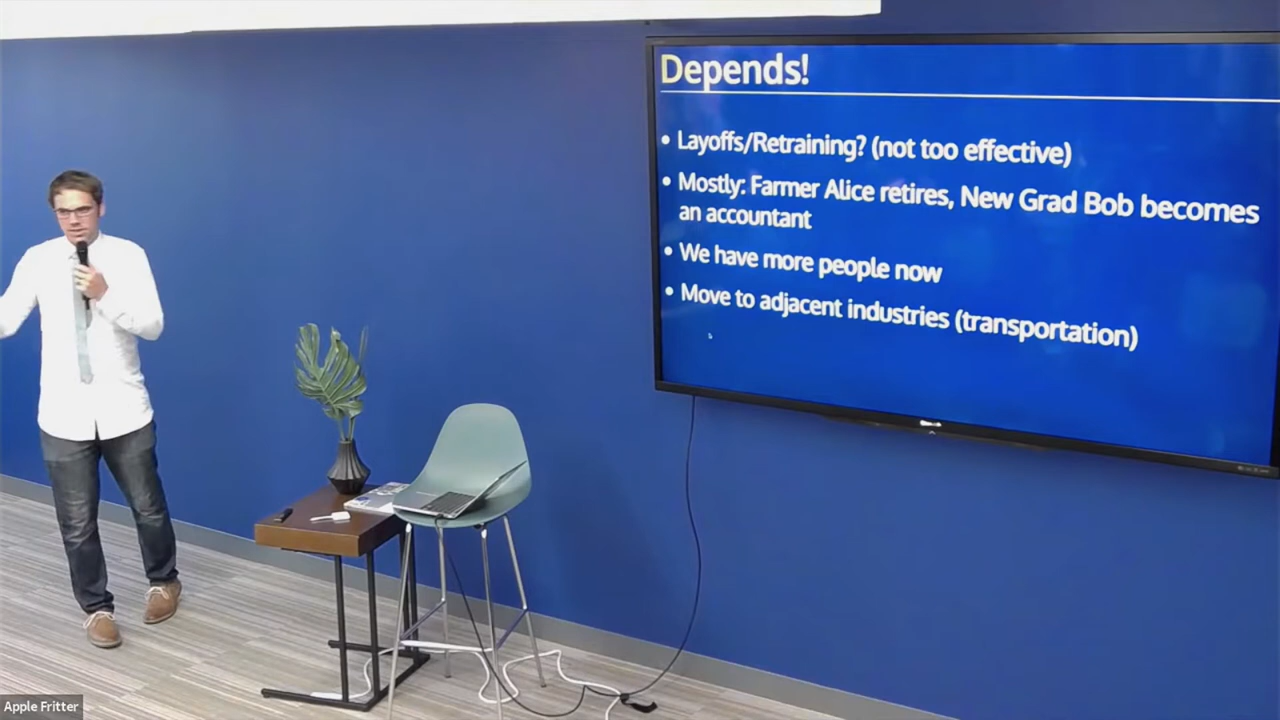 Depends!
• Layoffs/Retraining? (not too effective)
• Mostly: Farmer Alice retires, New Grad Bob becomes
an accountant
• We have more people now
• Move to adjacent industries (transportation)
Apple Fritter